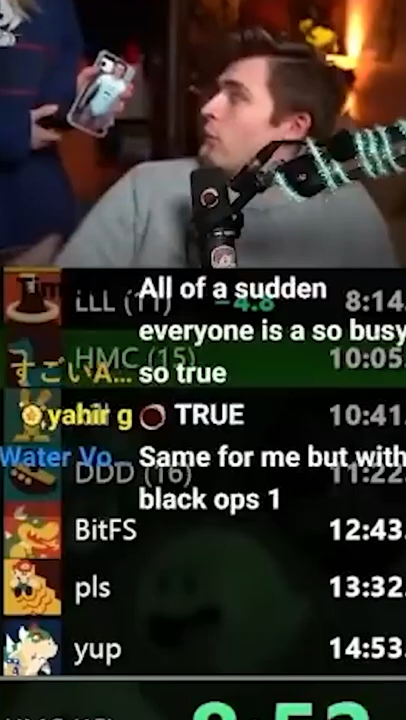 LLL (11) -4.8 8:14.
All of a sudden
everyone is a so busy
HMC (15) 10:05.
すごいA... so true
yahir g TRUE 10:41.
Water Vo... Same for me but with
DDD (16) 11:22.
black ops 1
BitFS 12:43.
pls 13:32.
yup 14:53.